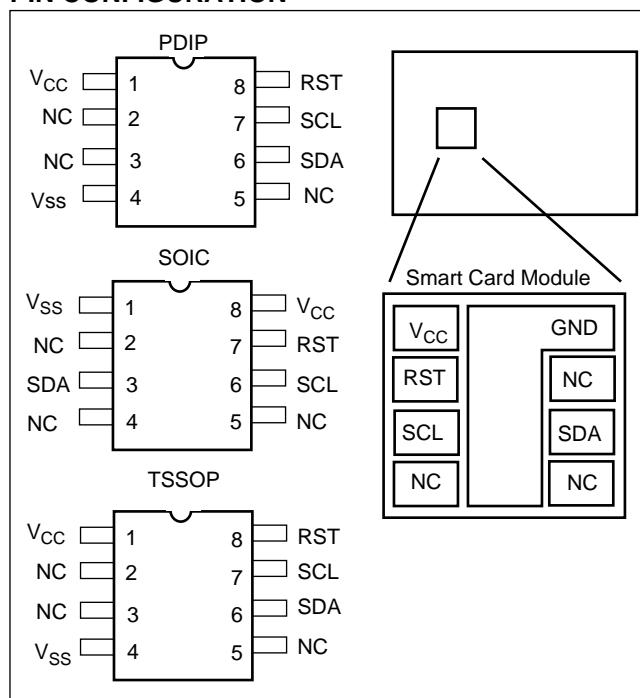 PIN CONFIGURATION
PDIP
VCC 1 8 RST
NC 2 7 SCL
NC 3 6 SDA
Vss 4 5 NC
SOIC
VSS 1 8 VCC
NC 2 7 RST
SDA 3 6 SCL
NC 4 5 NC
TSSOP
VCC 1 8 RST
NC 2 7 SCL
NC 3 6 SDA
VSS 4 5 NC
Smart Card Module
VCC GND
RST NC
SCL SDA
NC NC